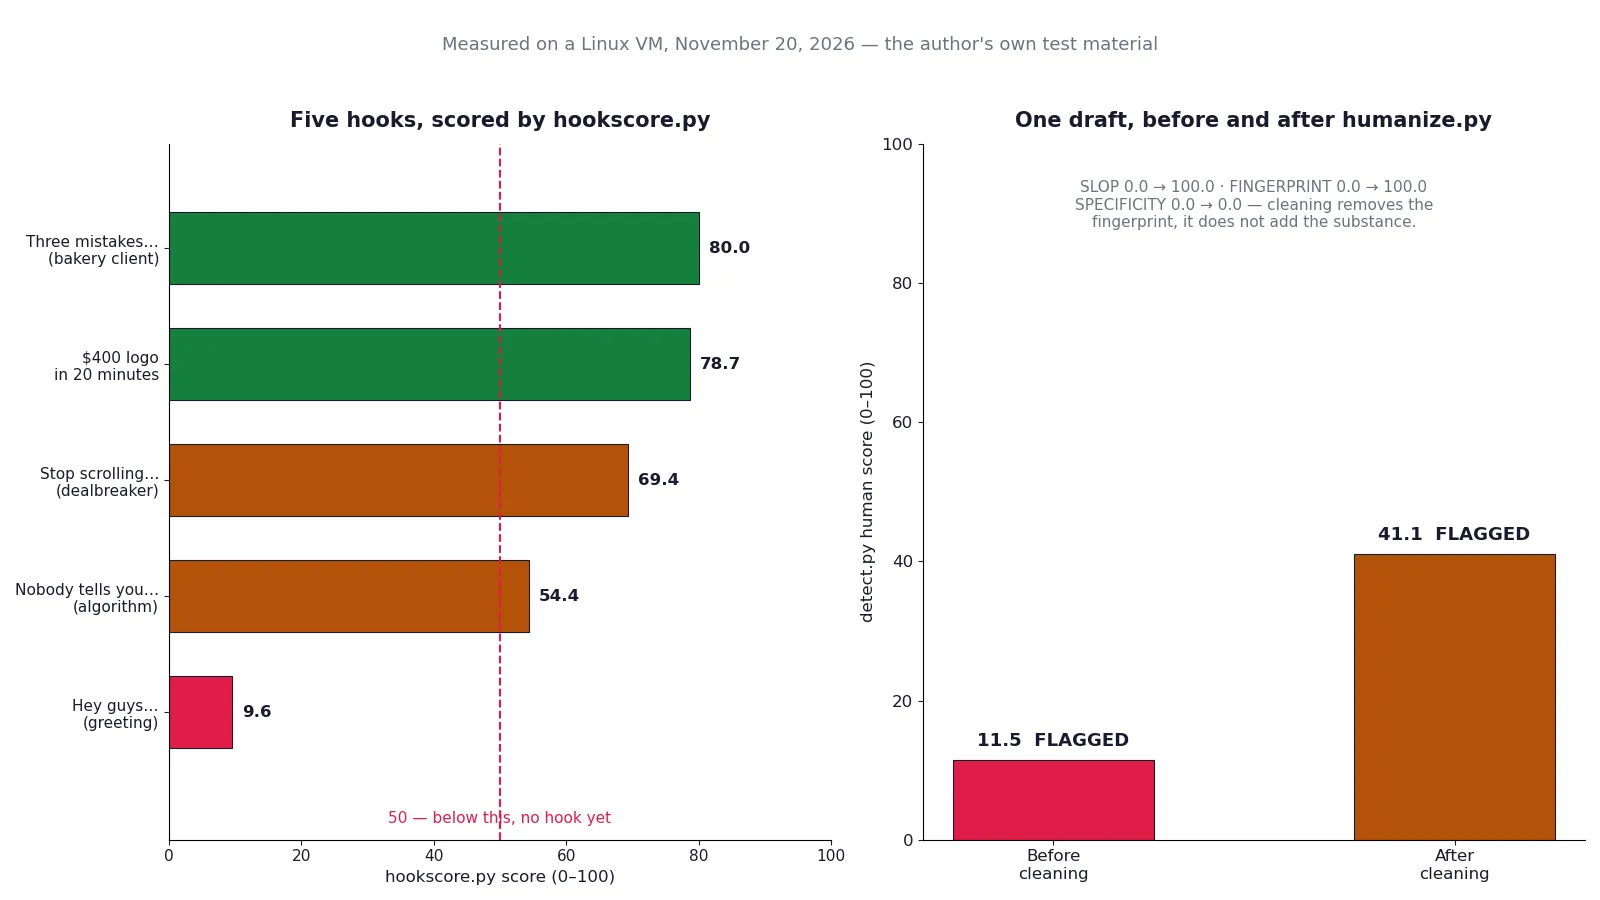 Measured on a Linux VM, November 20, 2026 — the author's own test material
Five hooks, scored by hookscore.py
Three mistakes…
(bakery client)
80.0
$400 logo
in 20 minutes
78.7
Stop scrolling…
(dealbreaker)
69.4
Nobody tells you…
(algorithm)
54.4
Hey guys…
(greeting)
9.6
50 — below this, no hook yet
0 20 40 60 80 100
hookscore.py score (0–100)
One draft, before and after humanize.py
SLOP 0.0 → 100.0 · FINGERPRINT 0.0 → 100.0
SPECIFICITY 0.0 → 0.0 — cleaning removes the
fingerprint, it does not add the substance.
detect.py human score (0–100)
100
80
60
40
20
0
11.5 FLAGGED
41.1 FLAGGED
Before
cleaning
After
cleaning